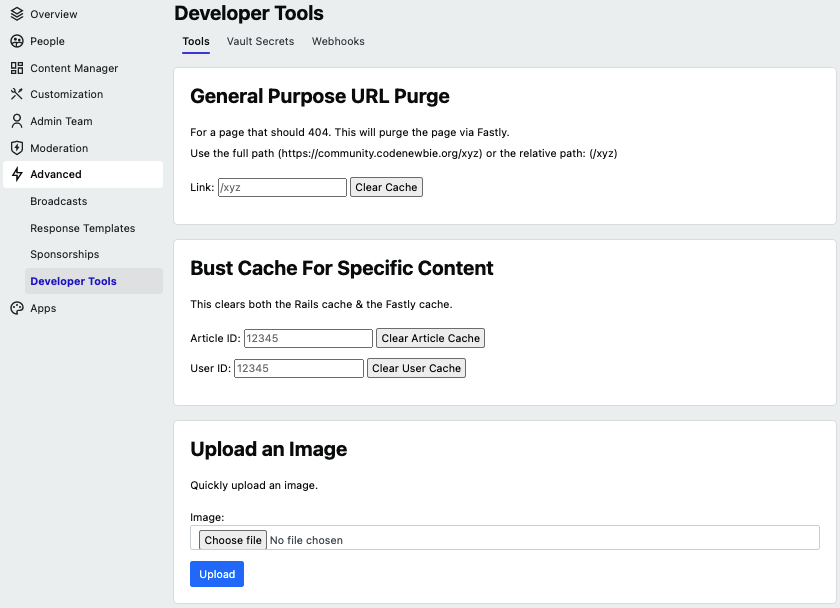 Overview
People
Content Manager
Customization
Admin Team
Moderation
Advanced
Broadcasts
Response Templates
Sponsorships
Developer Tools
Apps
Developer Tools
Tools Vault Secrets Webhooks
General Purpose URL Purge
For a page that should 404. This will purge the page via Fastly.
Use the full path (https://community.codenewbie.org/xyz) or the relative path: (/xyz)
Link: /xyz Clear Cache
Bust Cache For Specific Content
This clears both the Rails cache & the Fastly cache.
Article ID: 12345 Clear Article Cache
User ID: 12345 Clear User Cache
Upload an Image
Quickly upload an image.
Image:
Choose file No file chosen
Upload